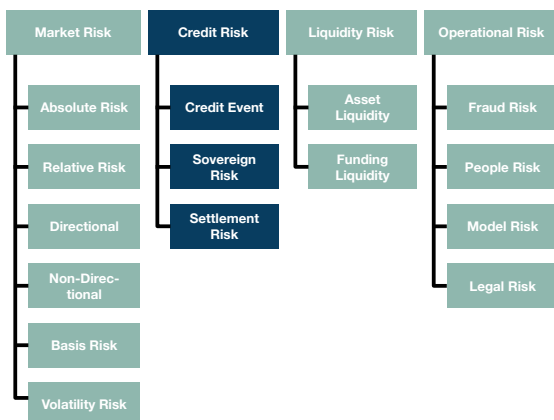 Market Risk
Absolute Risk
Relative Risk
Directional
Non-Direc-
tional
Basis Risk
Volatility Risk
Credit Risk
Credit Event
Sovereign
Risk
Settlement
Risk
Liquidity Risk
Asset
Liquidity
Funding
Liquidity
Operational Risk
Fraud Risk
People Risk
Model Risk
Legal Risk